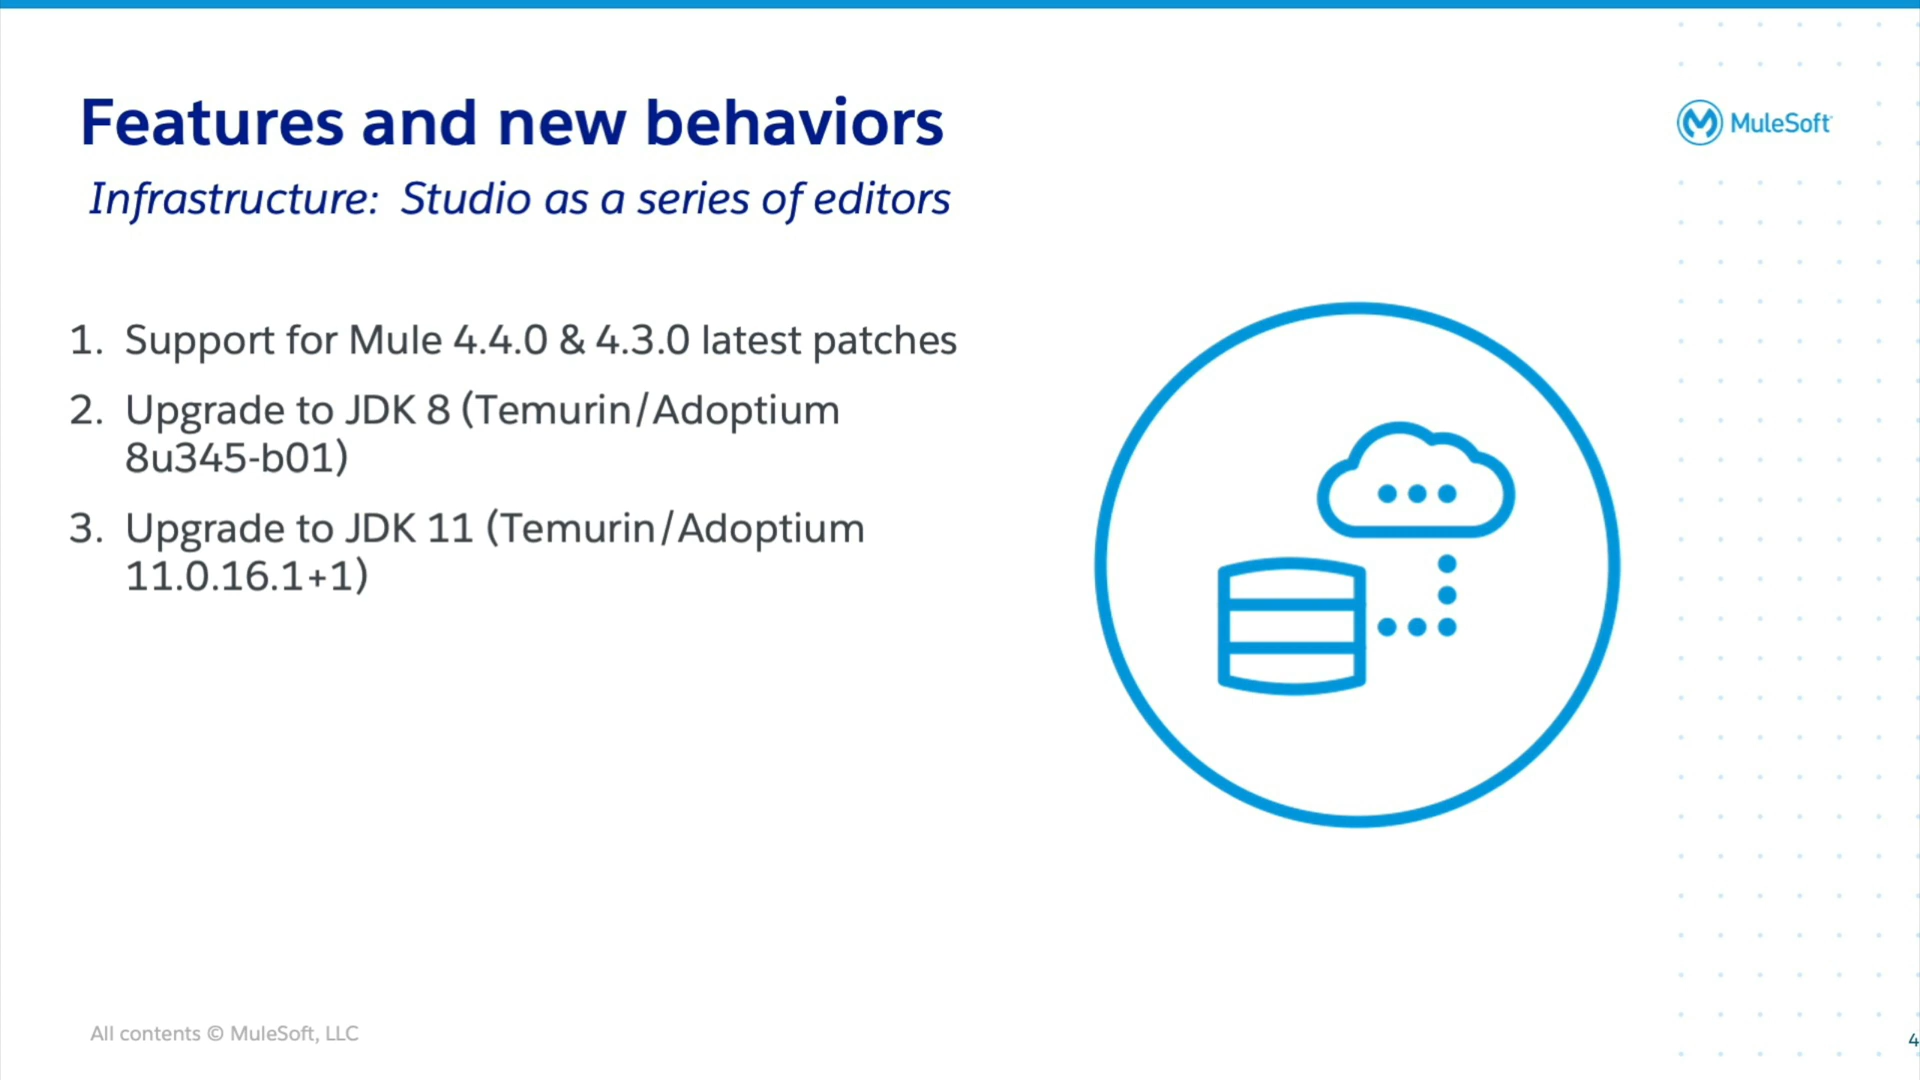 Features and new behaviors
MuleSoft
Infrastructure: Studio as a series of editors
1. Support for Mule 4.4.0 & 4.3.0 latest patches
2. Upgrade to JDK 8 (Temurin/Adoptium
8u345-b01)
3. Upgrade to JDK 11 (Temurin/Adoptium
11.0.16.1+1)
All contents © MuleSoft, LLC
4